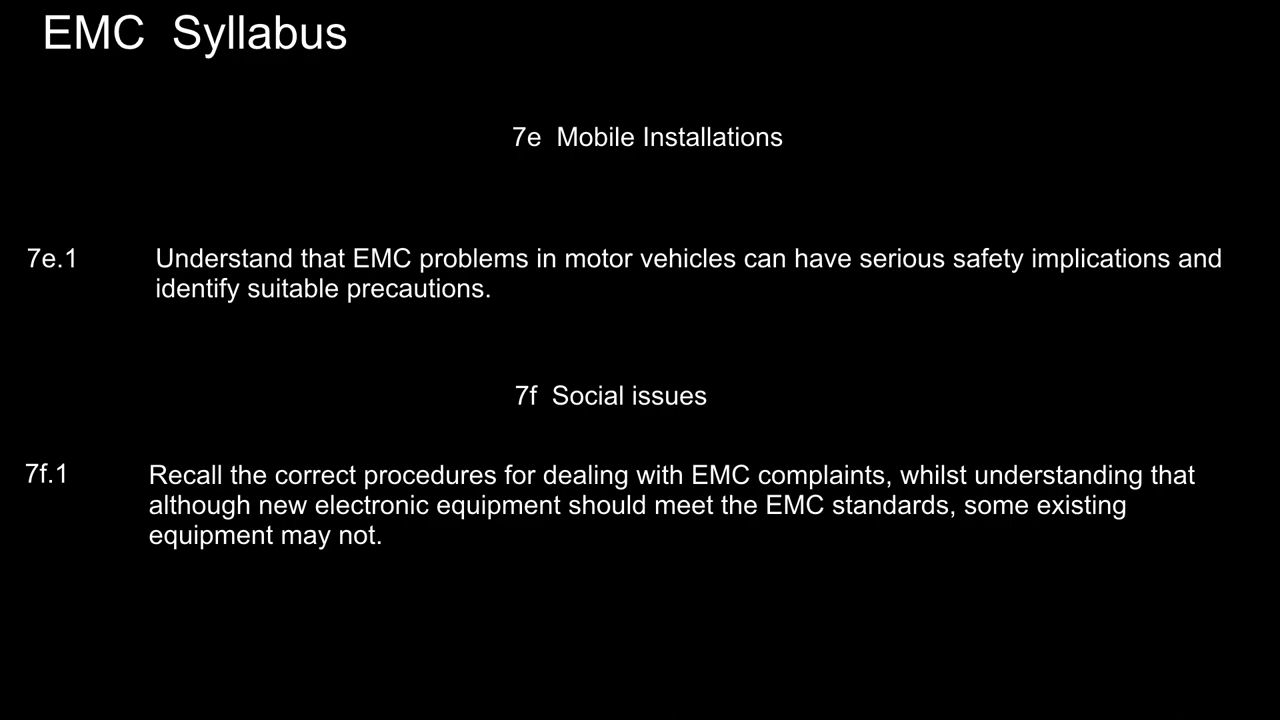 EMC Syllabus
7e Mobile Installations
7e.1 Understand that EMC problems in motor vehicles can have serious safety implications and
identify suitable precautions.
7f Social issues
7f.1 Recall the correct procedures for dealing with EMC complaints, whilst understanding that
although new electronic equipment should meet the EMC standards, some existing
equipment may not.